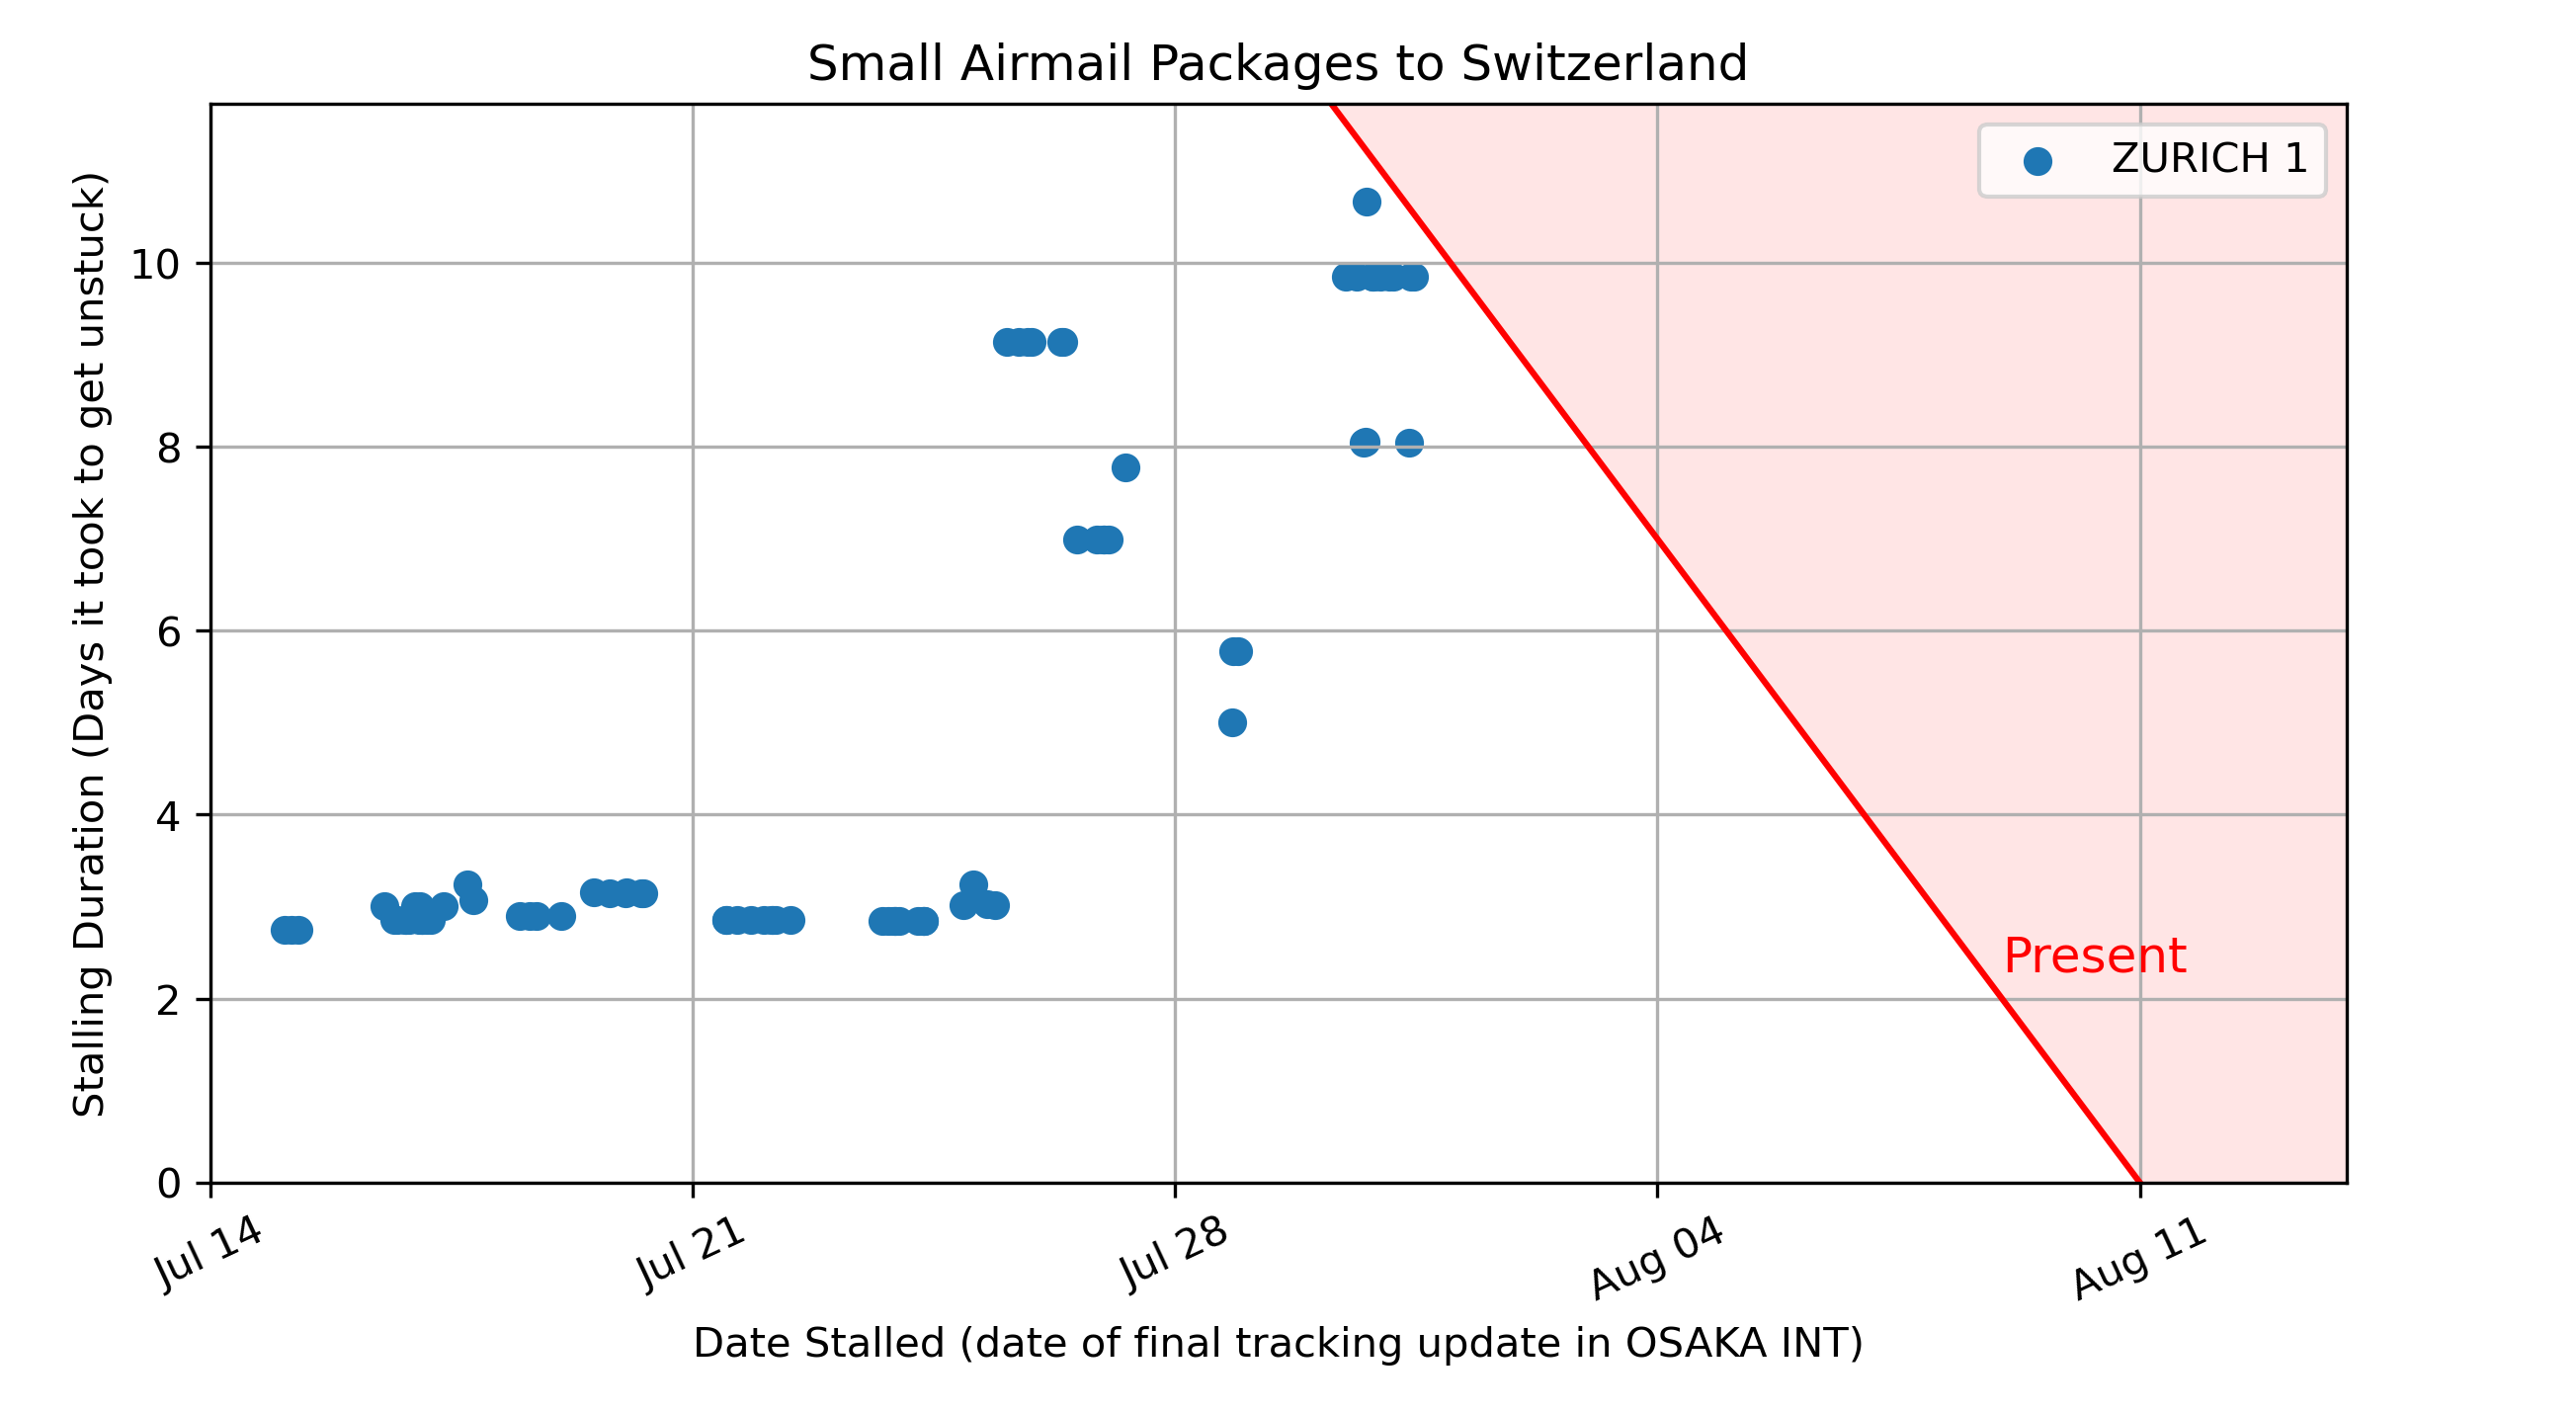 Small Airmail Packages to Switzerland
ZURICH 1
Stalling Duration (Days it took to get unstuck)
10
8
6
4
2
0
Present
Jul 14
Jul 21
Jul 28
Aug 04
Aug 11
Date Stalled (date of final tracking update in OSAKA INT)